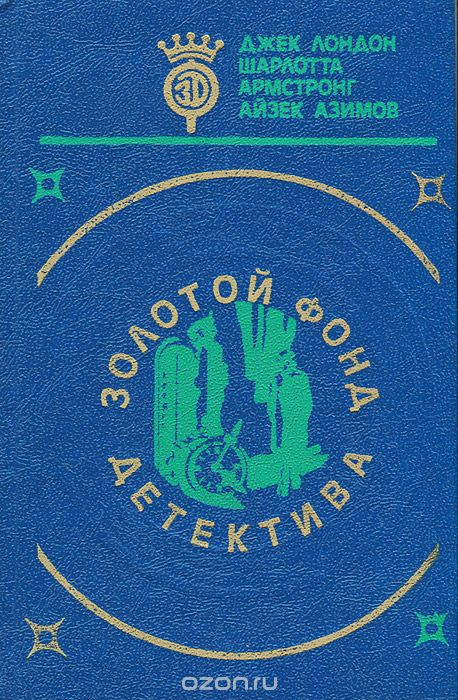 ДЖЕК ЛОНДОН
ШАРЛОТТА
АРМСТРОНГ
АЙЗЕК АЗИМОВ
ЗОЛОТОЙ ФОНД
ДЕТЕКТИВА
ozon.ru